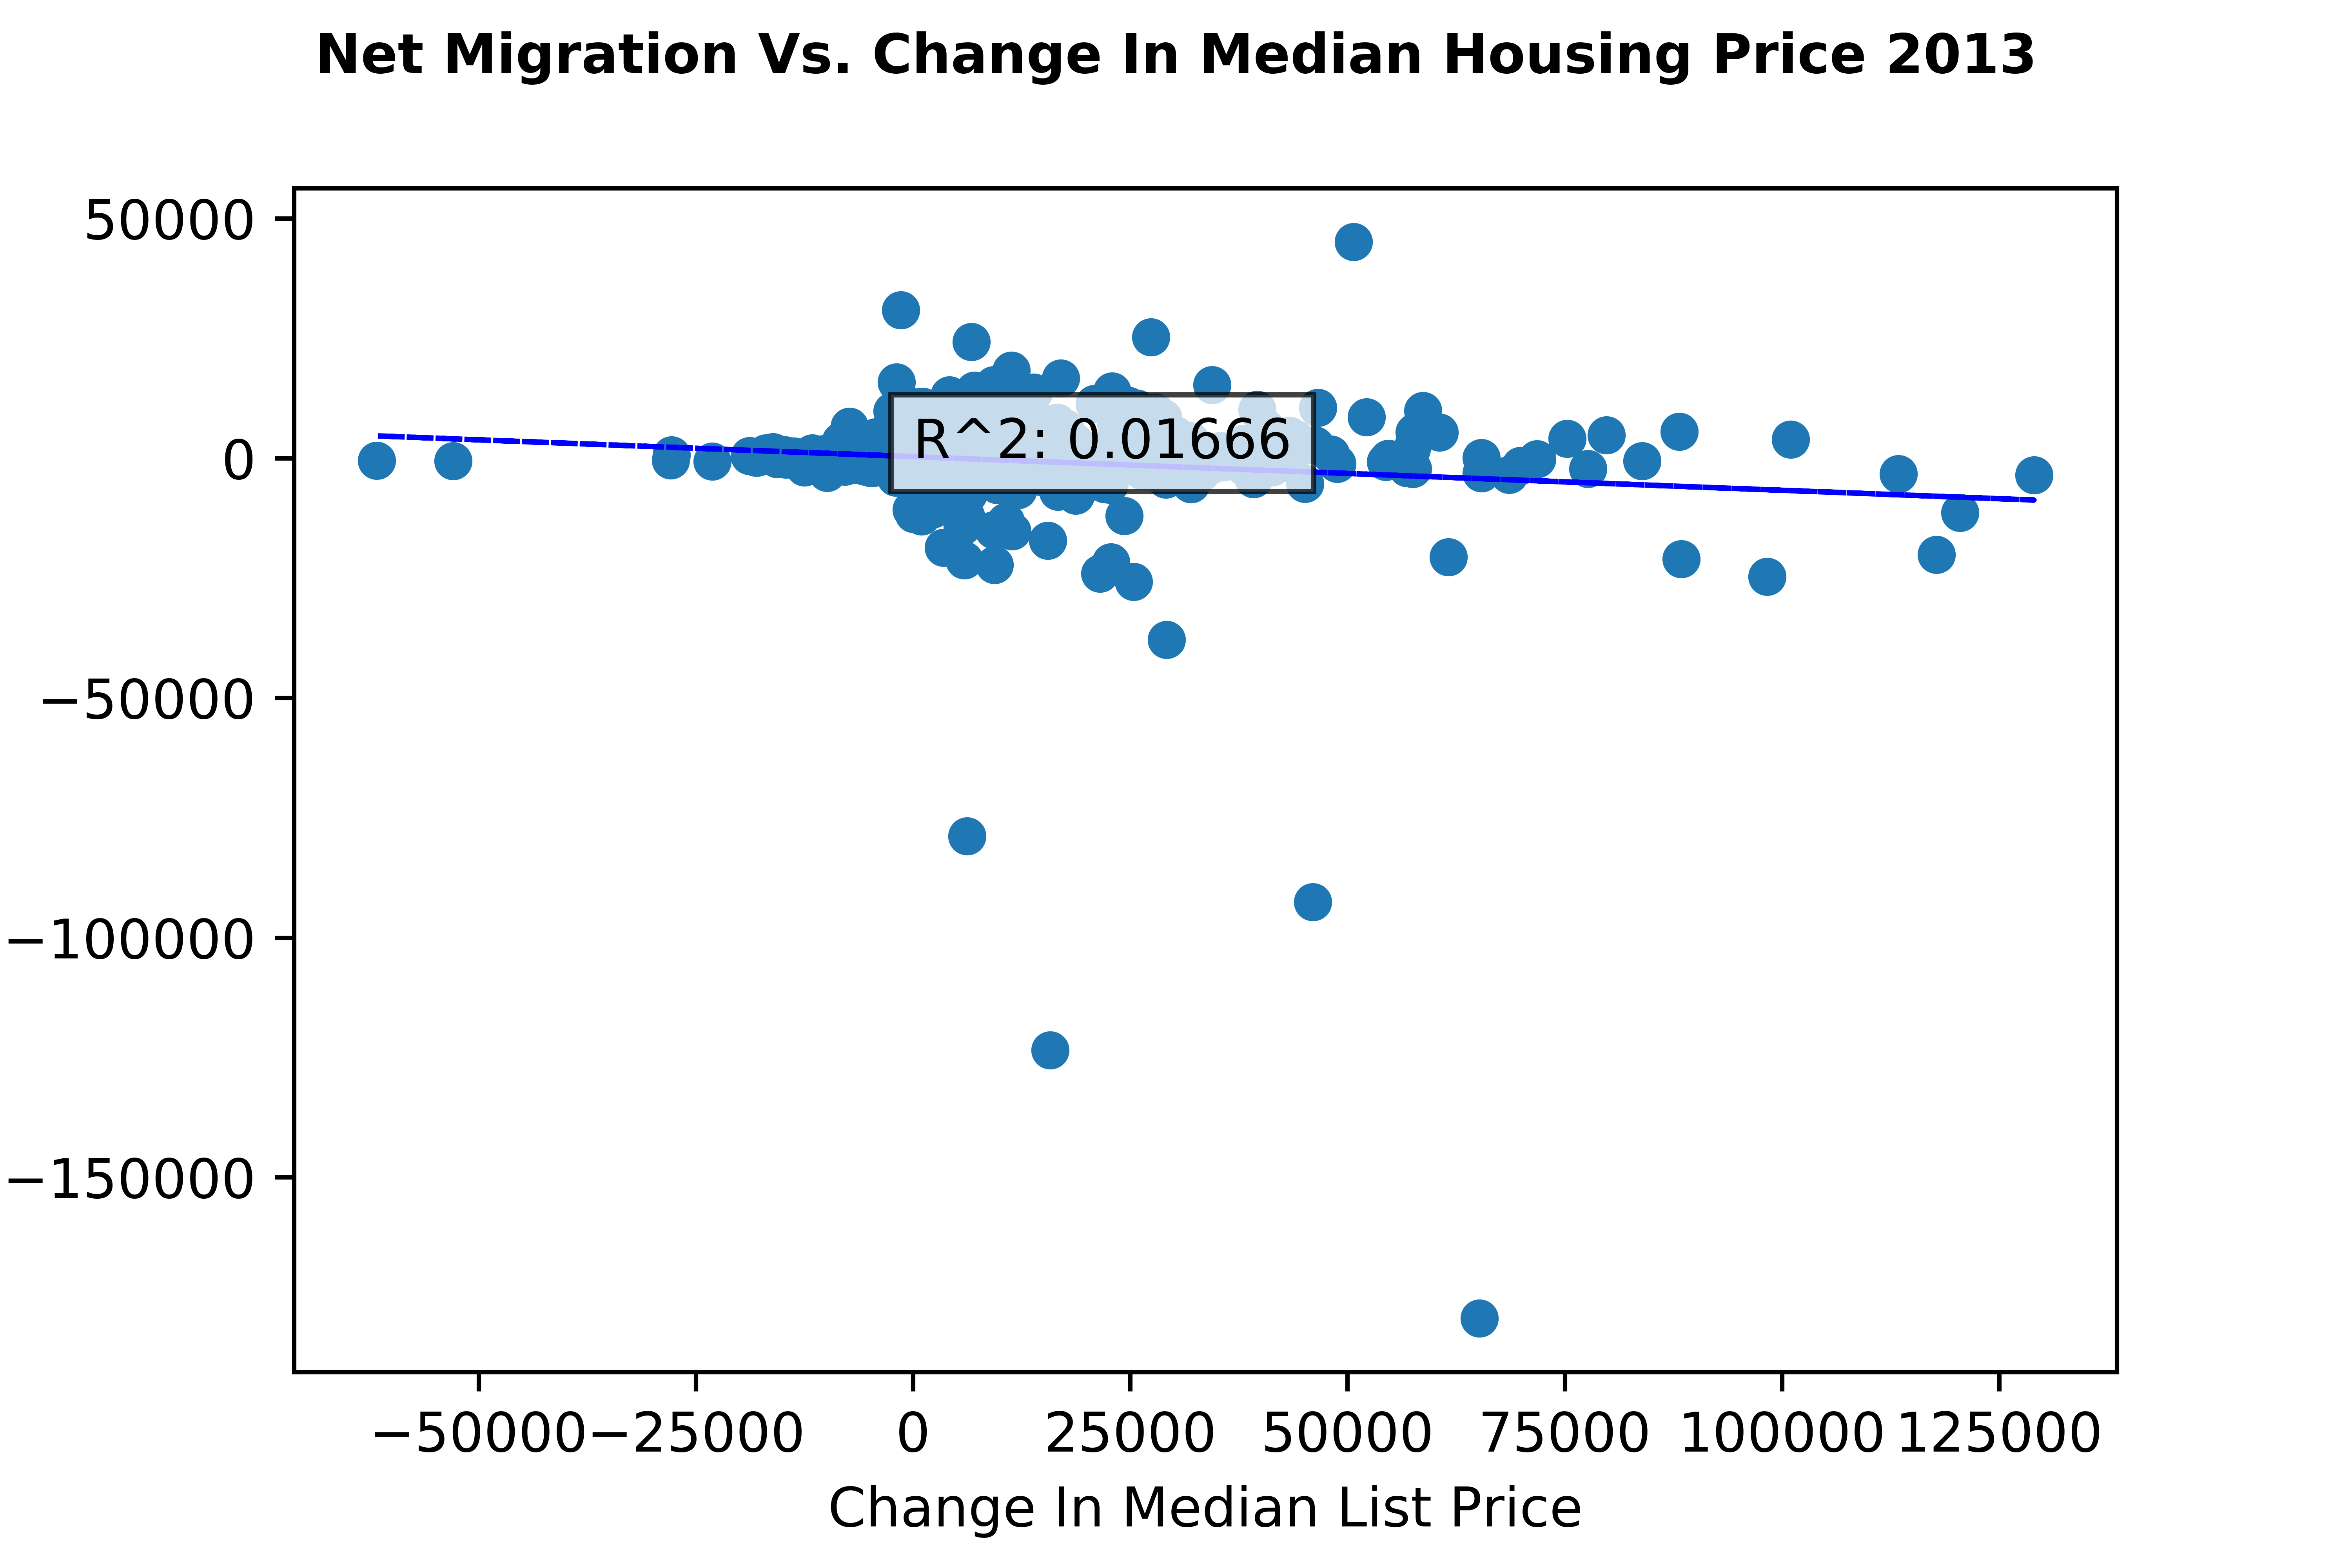 Net Migration Vs. Change In Median Housing Price 2013
50000
0
−50000
−100000
−150000
R^2: 0.01666
−50000 −25000 0 25000 50000 75000 100000 125000
Change In Median List Price